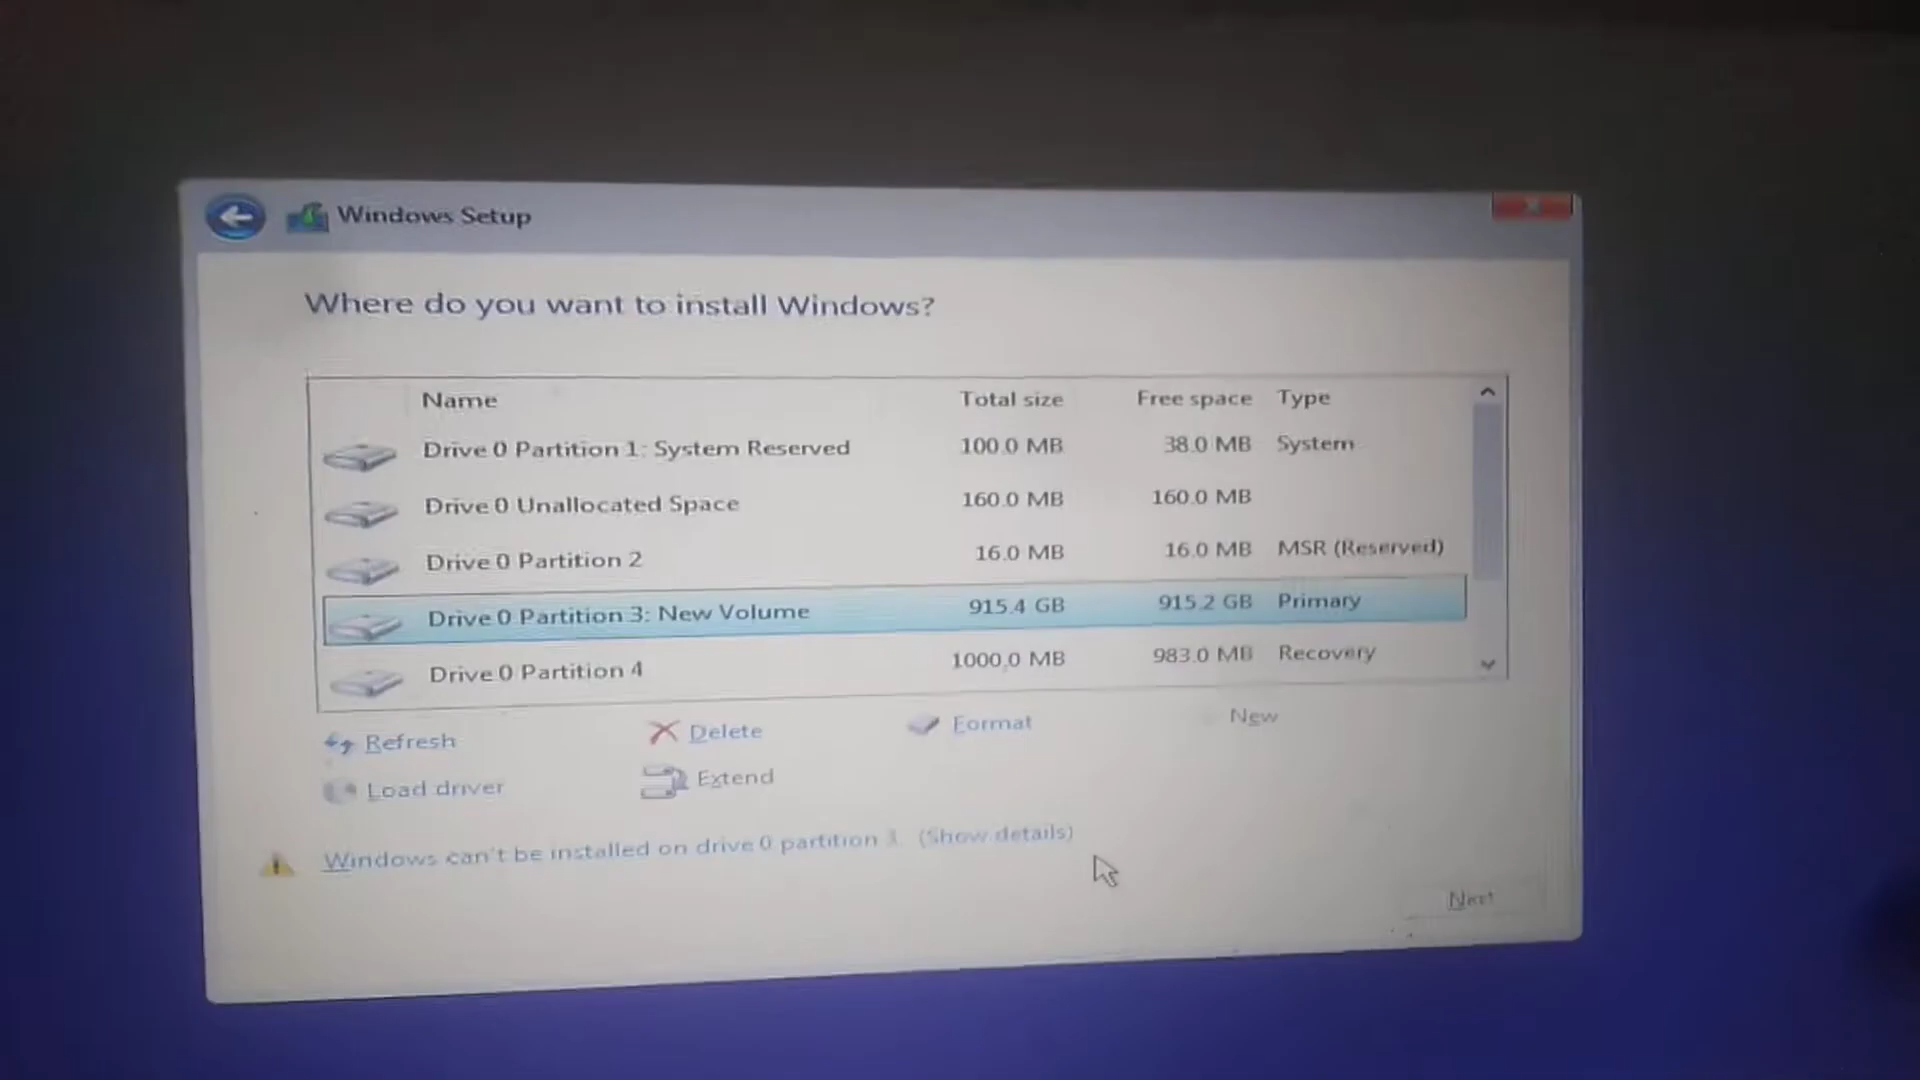 Windows Setup
Where do you want to install Windows?
Name Total size Free space Type
Drive 0 Partition 1: System Reserved 100.0 MB 38.0 MB System
Drive 0 Unallocated Space 160.0 MB 160.0 MB
Drive 0 Partition 2 16.0 MB 16.0 MB MSR (Reserved)
Drive 0 Partition 3: New Volume 915.4 GB 915.2 GB Primary
Drive 0 Partition 4 1000.0 MB 983.0 MB Recovery
Refresh Delete Format New
Load driver Extend
Windows can't be installed on drive 0 partition 3. (Show details)
Next